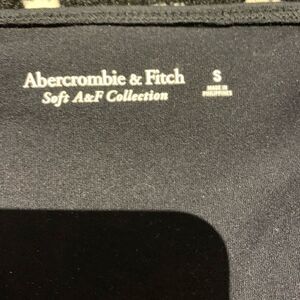 Abercrombie & Fitch
Soft A&F Collection
S
MADE IN
PHILIPPINES